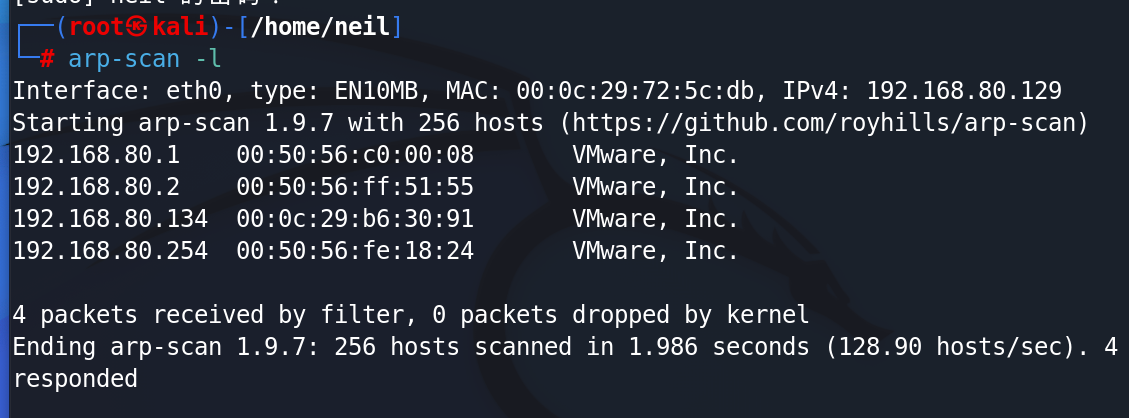 [sudo] neil 的密码：
┌──(root㉿kali)-[/home/neil]
└─# arp-scan -l
Interface: eth0, type: EN10MB, MAC: 00:0c:29:72:5c:db, IPv4: 192.168.80.129
Starting arp-scan 1.9.7 with 256 hosts (https://github.com/royhills/arp-scan)
192.168.80.1    00:50:56:c0:00:08       VMware, Inc.
192.168.80.2    00:50:56:ff:51:55       VMware, Inc.
192.168.80.134  00:0c:29:b6:30:91       VMware, Inc.
192.168.80.254  00:50:56:fe:18:24       VMware, Inc.
4 packets received by filter, 0 packets dropped by kernel
Ending arp-scan 1.9.7: 256 hosts scanned in 1.986 seconds (128.90 hosts/sec). 4
responded